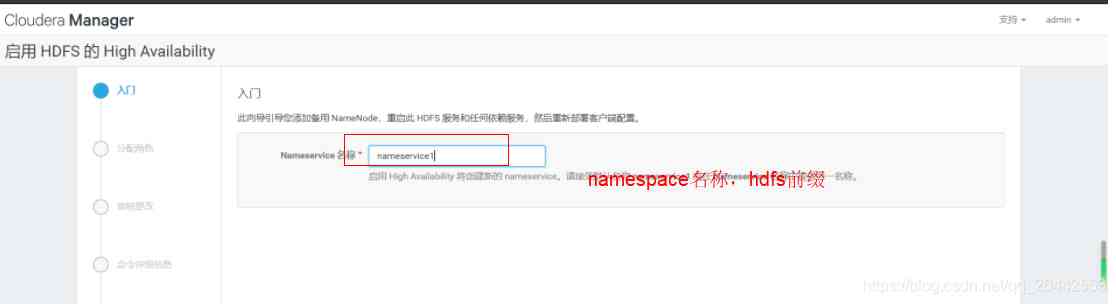 Cloudera Manager
支持 admin
启用 HDFS 的 High Availability
入门
入门
此向导引导您添加备用 NameNode，重启此 HDFS 服务和任何依赖服务，然后重新部署客户端配置。
分配角色
Nameservice 名称 * nameservice1
启用 High Availability 将创建新的 nameservice。请接受
名称。
namespace名称，hdfs前缀
审核更改
命令详细信息
https://blog.csdn.net/qq_